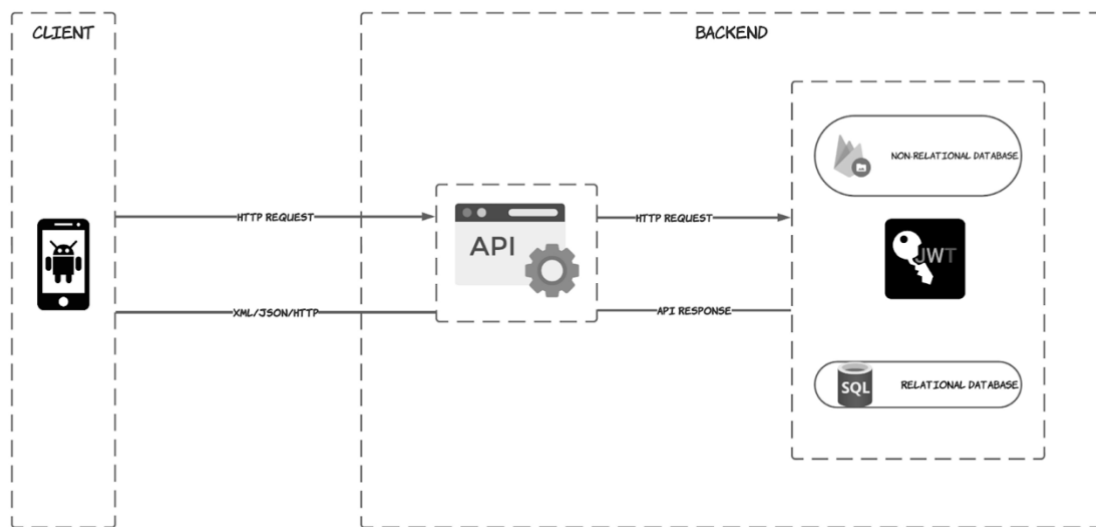 CLIENT
BACKEND
NON-RELATIONAL DATABASE
HTTP REQUEST
HTTP REQUEST
API
JWT
XML/JSON/HTTP
API RESPONSE
SQL
RELATIONAL DATABASE